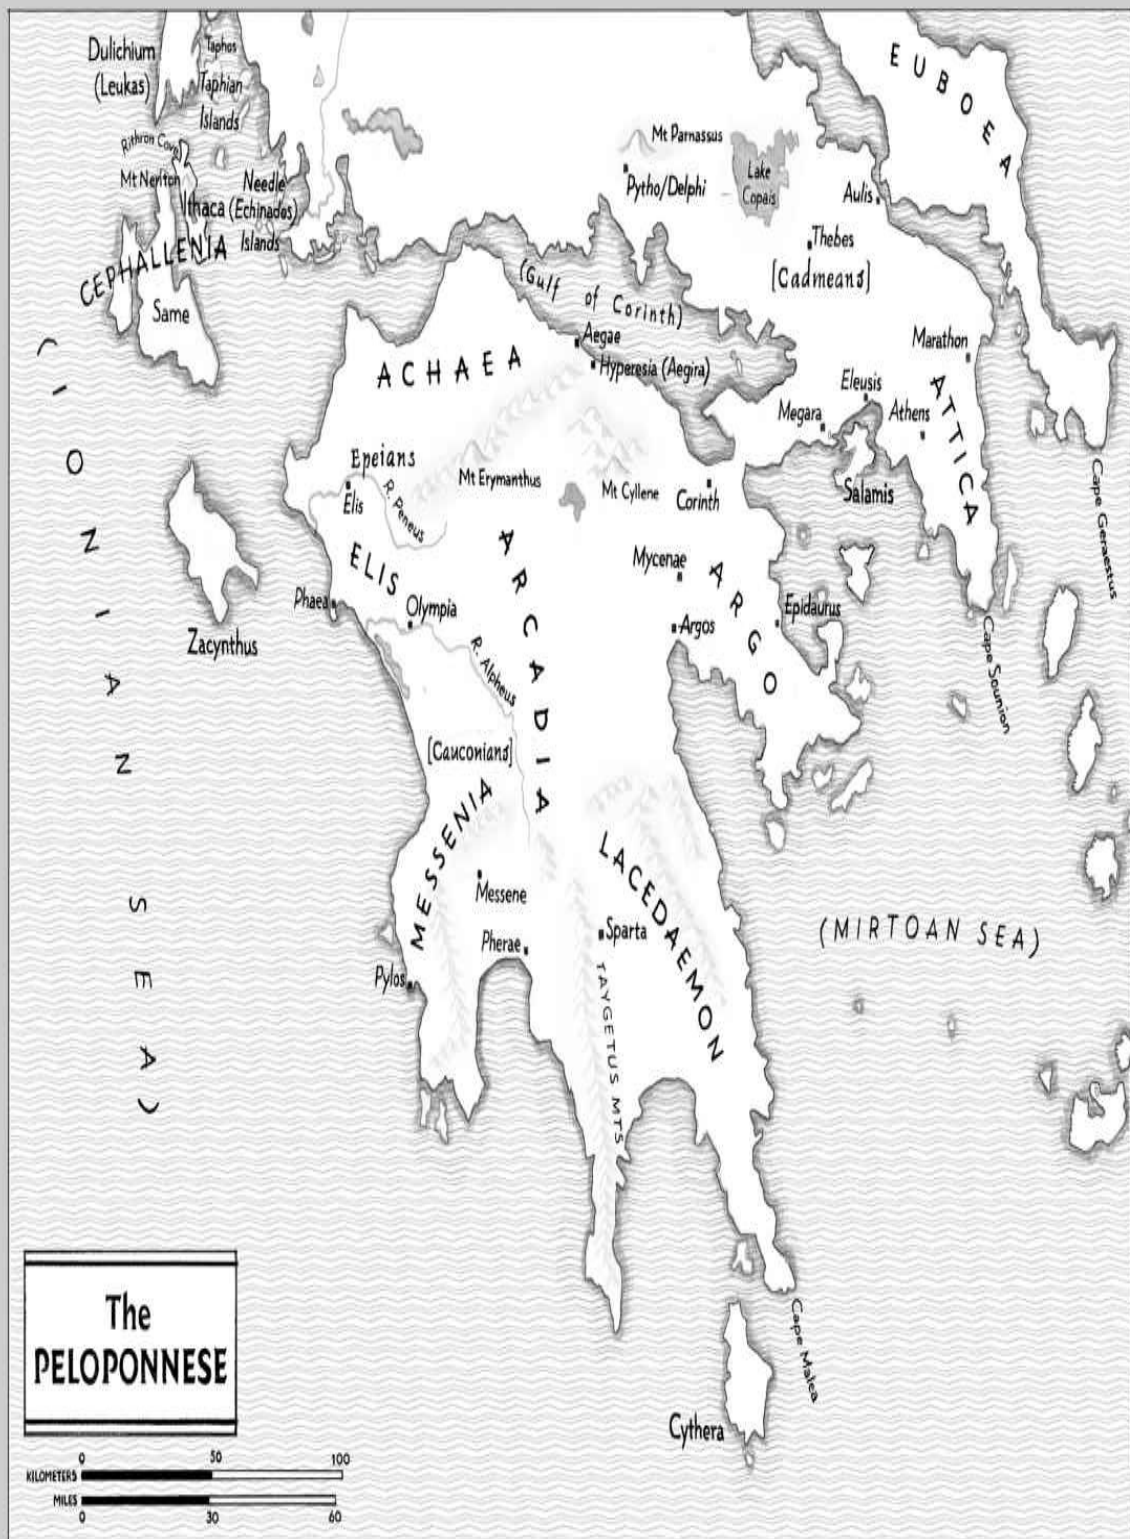 Dulichium
(Leukas)
Taphos
Taphian
Islands
EUBOEA
Rithron Cove
Mt Neriton
Ithaca
Needle
(Echinados)
Islands
CEPHALLENIA
Same
Mt Parnassus
Pytho/Delphi
Lake
Copais
Aulis
Thebes
[Cadmeans]
(Gulf of Corinth)
Aegae
Hyperesia (Aegira)
ACHAEA
Marathon
Eleusis
Megara
Athens
ATTICA
Salamis
Cape Geraestus
Cape Sounion
(IONIAN SEA)
Zacynthus
Epeians
Elis
R. Peneus
Mt Erymanthus
Mt Cyllene
Corinth
ELIS
ARCADIA
Mycenae
ARGO
Phaea
Olympia
Argos
Epidaurus
R. Alpheus
[Cauconians]
MESSENIA
Messene
Pherae
Pylos
LACEDAEMON
Sparta
TAYGETUS MTS
(MIRTOAN SEA)
Cape Malea
Cythera
The
PELOPONNESE
0 50 100
KILOMETERS
MILES
0 30 60